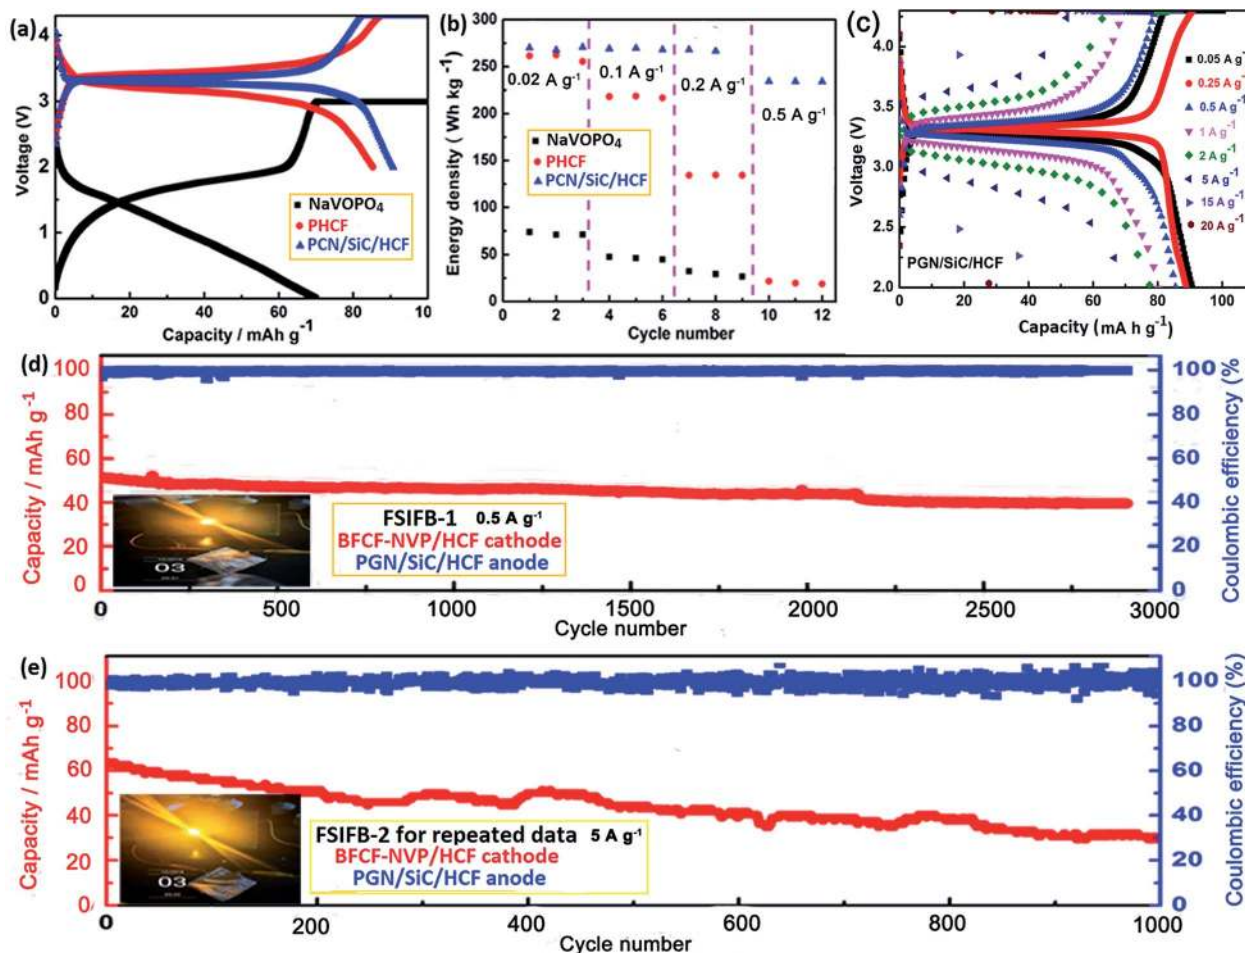 (a)
Voltage (V)
4
3
2
1
0
0 20 40 60 80 100
Capacity / mAh g⁻¹
NaVOPO₄
PHCF
PCN/SiC/HCF
(b)
Energy density ( Wh kg⁻¹)
300
250
200
150
100
50
0
0 2 4 6 8 10 12
Cycle number
0.02 A g⁻¹
0.1 A g⁻¹
0.2 A g⁻¹
0.5 A g⁻¹
NaVOPO₄
PHCF
PCN/SiC/HCF
(c)
Voltage (V)
4.0
3.5
3.0
2.5
2.0
0 20 40 60 80 100
Capacity (mA h g⁻¹)
0.05 A g⁻¹
0.25 A g⁻¹
0.5 A g⁻¹
1 A g⁻¹
2 A g⁻¹
5 A g⁻¹
15 A g⁻¹
20 A g⁻¹
PGN/SiC/HCF
(d)
Capacity / mAh g⁻¹
100
80
60
40
20
0
03
FSIFB-1 0.5 A g⁻¹
BFCF-NVP/HCF cathode
PGN/SiC/HCF anode
100
80
60
40
20
0
Coulombic efficiency (%
0 500 1000 1500 2000 2500 3000
Cycle number
(e)
Capacity / mAh g⁻¹
100
80
60
40
20
0
03
FSIFB-2 for repeated data 5 A g⁻¹
BFCF-NVP/HCF cathode
PGN/SiC/HCF anode
100
80
60
40
20
0
Coulombic efficiency (%)
0 200 400 600 800 1000
Cycle number